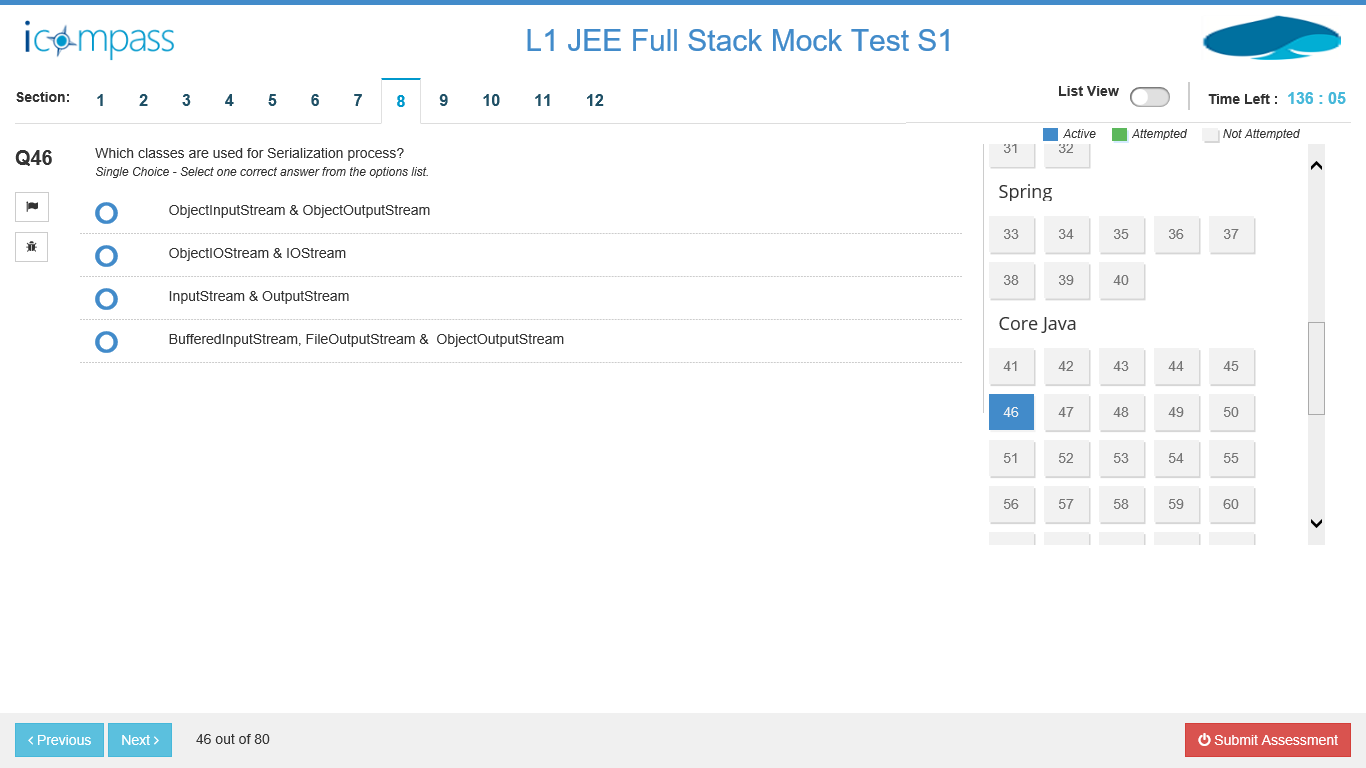 icompass
L1 JEE Full Stack Mock Test S1
Section: 1 2 3 4 5 6 7 8 9 10 11 12
List View
Time Left : 136 : 05
Active Attempted Not Attempted
Q46
Which classes are used for Serialization process?
Single Choice - Select one correct answer from the options list.
ObjectInputStream & ObjectOutputStream
ObjectIOStream & IOStream
InputStream & OutputStream
BufferedInputStream, FileOutputStream & ObjectOutputStream
31 32
Spring
33 34 35 36 37
38 39 40
Core Java
41 42 43 44 45
46 47 48 49 50
51 52 53 54 55
56 57 58 59 60
< Previous
Next >
46 out of 80
Submit Assessment